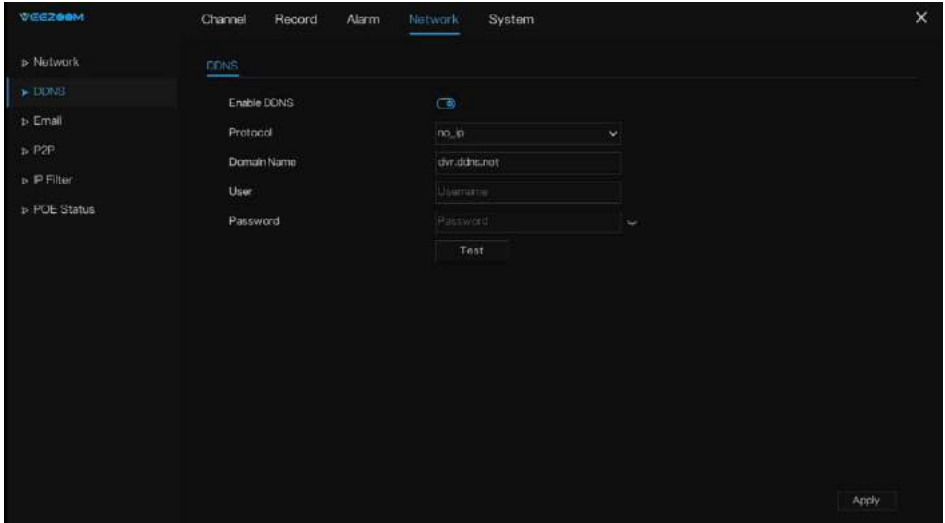 VEEZOOM
Channel Record Alarm Network System
Network
DDNS
Email
P2P
IP Filter
POE Status
DDNS
Enable DDNS
Protocol no_ip
Domain Name dvr.ddns.net
User Username
Password Password
Test
Apply